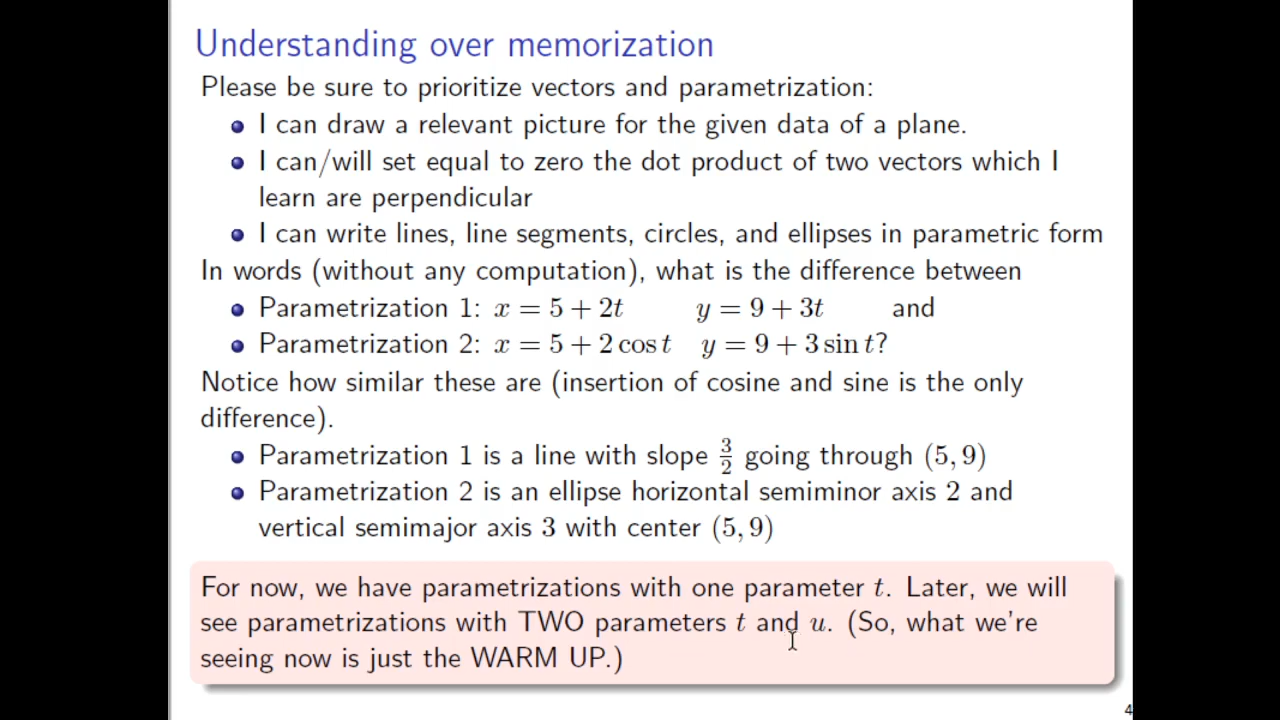 Understanding over memorization
Please be sure to prioritize vectors and parametrization:
I can draw a relevant picture for the given data of a plane.
I can/will set equal to zero the dot product of two vectors which I
learn are perpendicular
I can write lines, line segments, circles, and ellipses in parametric form
In words (without any computation), what is the difference between
Parametrization 1: x = 5 + 2t y = 9 + 3t and
Parametrization 2: x = 5 + 2 cos t y = 9 + 3 sin t?
Notice how similar these are (insertion of cosine and sine is the only
difference).
Parametrization 1 is a line with slope 3/2 going through (5, 9)
Parametrization 2 is an ellipse horizontal semiminor axis 2 and
vertical semimajor axis 3 with center (5, 9)
For now, we have parametrizations with one parameter t. Later, we will
see parametrizations with TWO parameters t and u. (So, what we're
seeing now is just the WARM UP.)
4